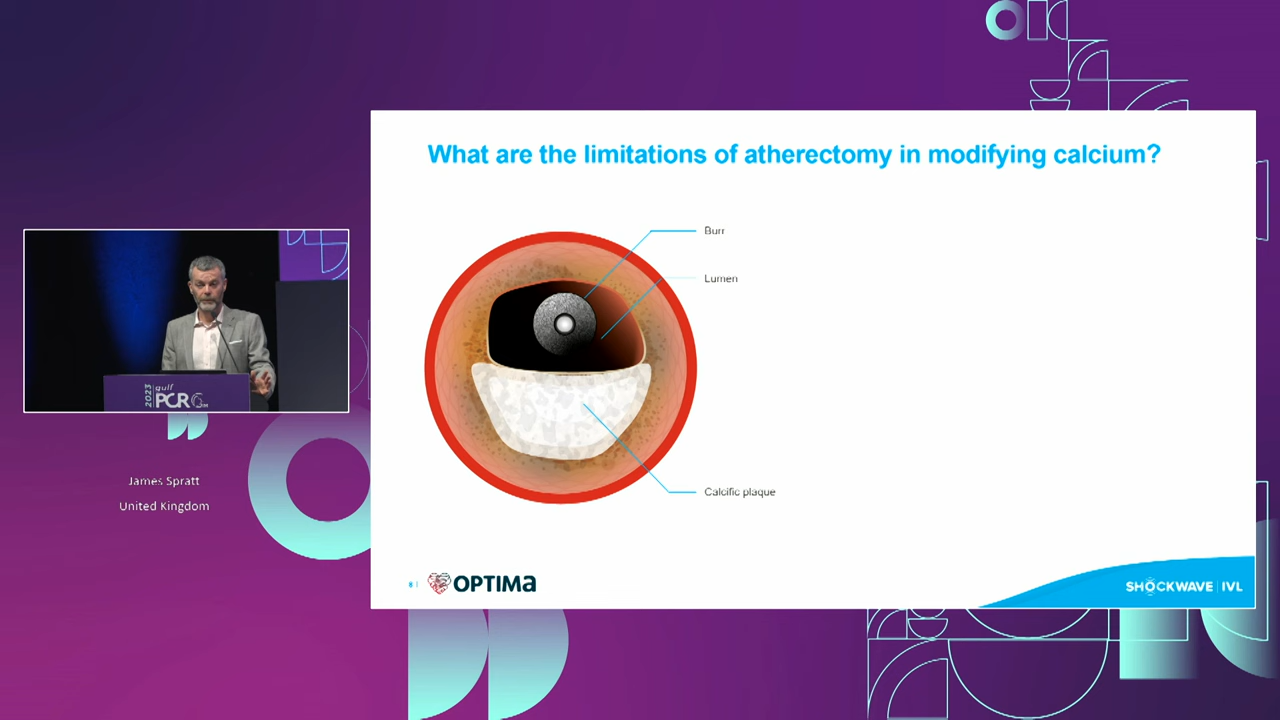 What are the limitations of atherectomy in modifying calcium?
Burr
Lumen
Calcific plaque
2023 gulf
PCR
James Spratt
United Kingdom
OPTIMa
SHOCKWAVE | IVL